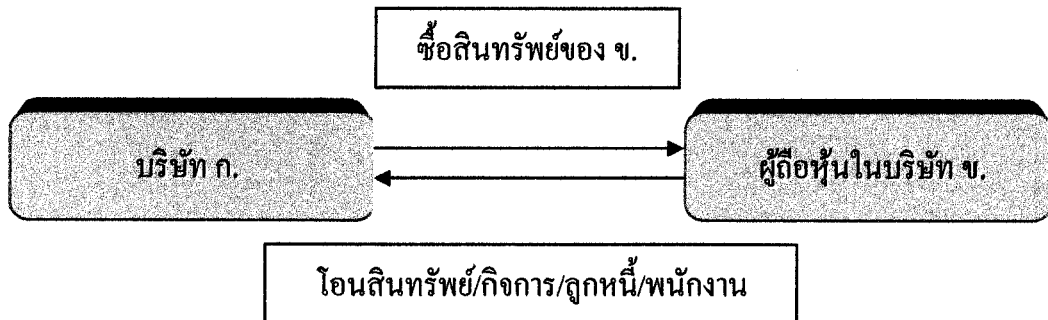 ซื้อสินทรัพย์ของ ข.
บริษัท ก.
ผู้ถือหุ้นในบริษัท ข.
โอนสินทรัพย์/กิจการ/ลูกหนี้/พนักงาน